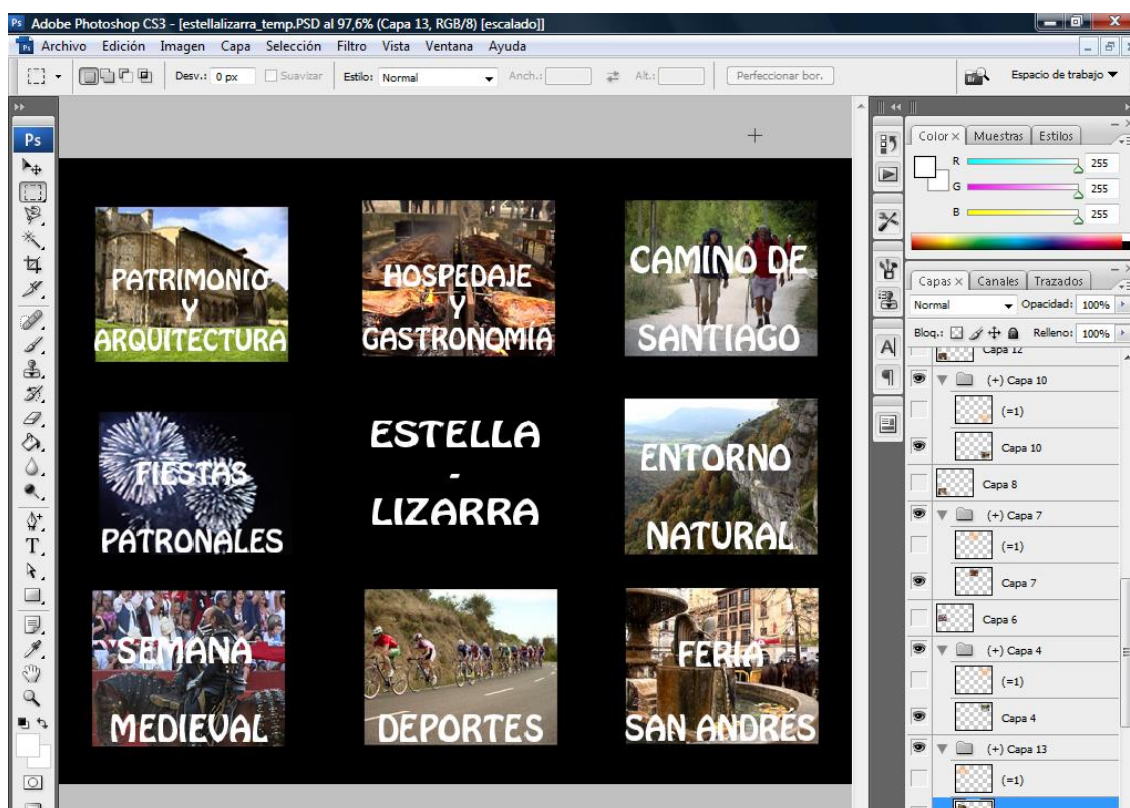 Ps Adobe Photoshop CS3 - [estellalizarra_temp.PSD al 97,6% (Capa 13, RGB/8) [escalado]]
Archivo Edición Imagen Capa Selección Filtro Vista Ventana Ayuda
Desv.: 0 px Suavizar Estilo: Normal Anch.: Alt.: Perfeccionar bor. Espacio de trabajo
Ps
Color Muestras Estilos
R 255
G 255
B 255
PATRIMONIO
Y
ARQUITECTURA
HOSPEDAJE
Y
GASTRONOMÍA
CAMINO DE
SANTIAGO
FIESTAS
PATRONALES
ESTELLA
-
LIZARRA
ENTORNO
NATURAL
SEMANA
MEDIEVAL
DEPORTES
FERIA
SAN ANDRÉS
Capas Canales Trazados
Normal Opacidad: 100%
Bloq.: Relleno: 100%
Capa 12
(+) Capa 10
(=1)
Capa 10
Capa 8
(+) Capa 7
(=1)
Capa 7
Capa 6
(+) Capa 4
(=1)
Capa 4
(+) Capa 13
(=1)